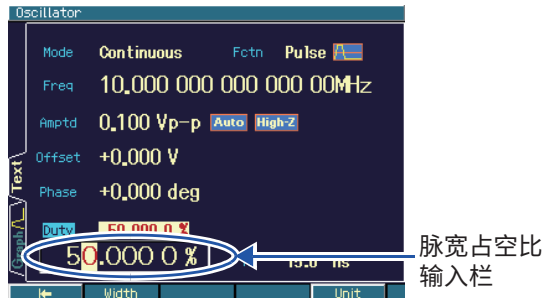 Oscillator
Mode Continuous Fctn Pulse
Freq 10.000 000 000 000 00MHz
Amptd 0.100 Vp-p Auto High-Z
Offset +0.000 V
Phase +0.000 deg
Duty 50.000 0 %
50.000 0 %
ns
Text
Graph
Width Unit
脉宽占空比
输入栏